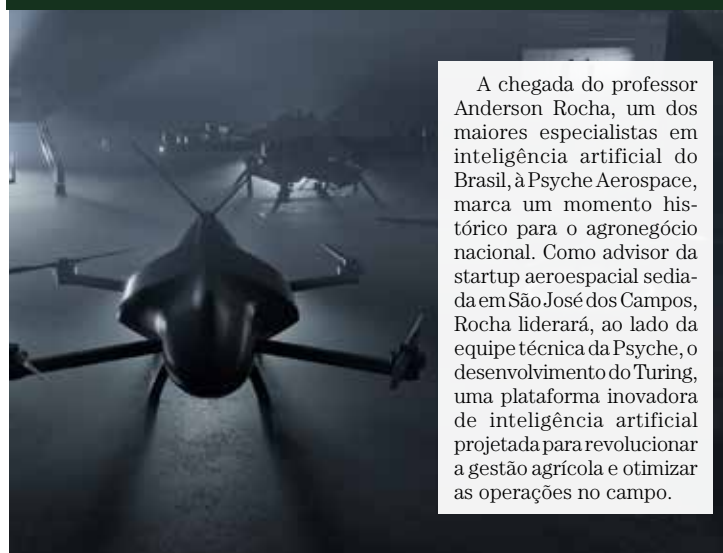 A chegada do professor
Anderson Rocha, um dos
maiores especialistas em
inteligência artificial do
Brasil, à Psyche Aerospace,
marca um momento his-
tórico para o agronegócio
nacional. Como advisor da
startup aeroespacial sedia-
da em São José dos Campos,
Rocha liderará, ao lado da
equipe técnica da Psyche, o
desenvolvimento do Turing,
uma plataforma inovadora
de inteligência artificial
projetada para revolucionar
a gestão agrícola e otimizar
as operações no campo.